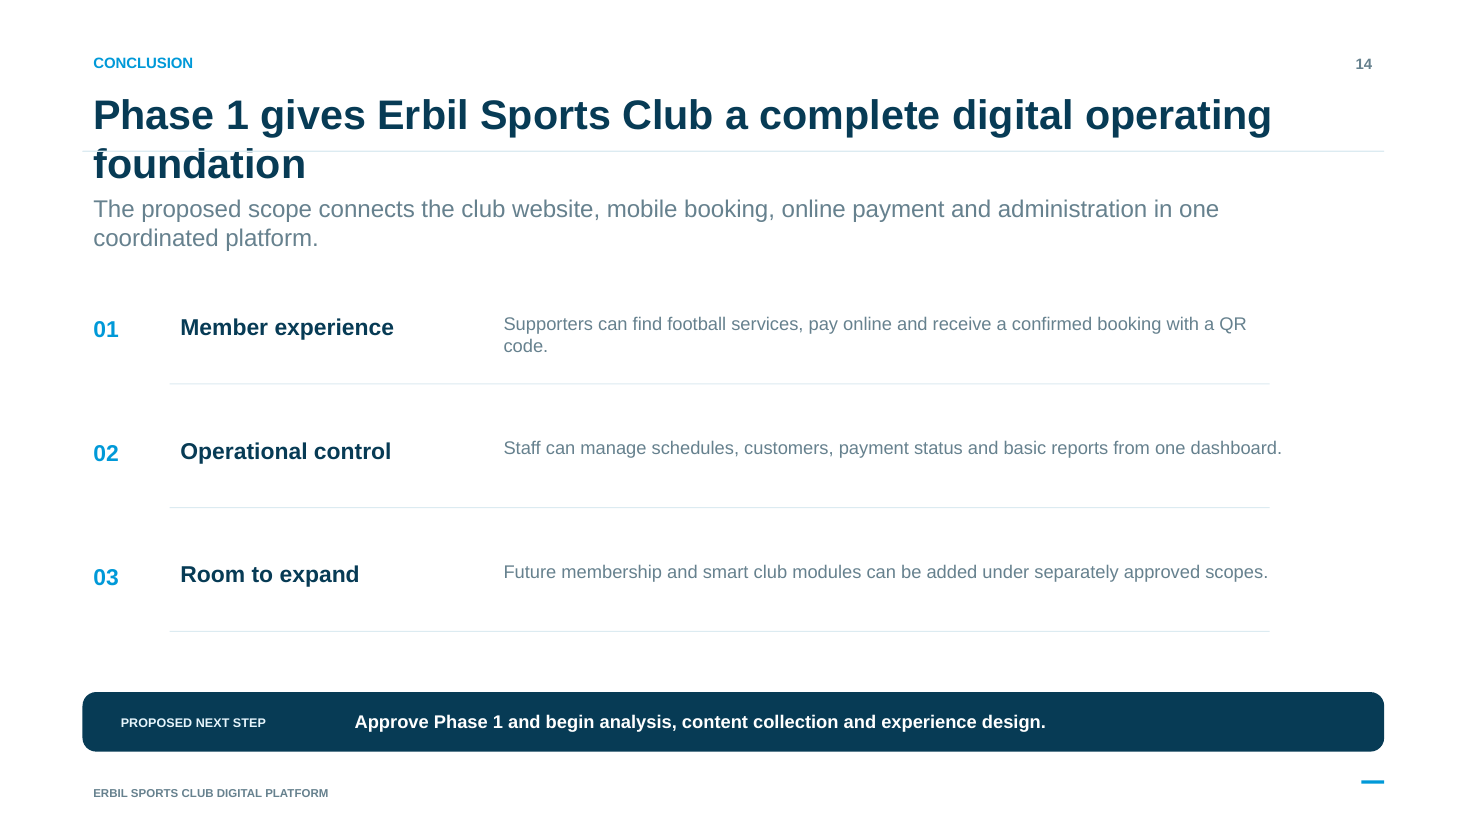 CONCLUSION
14
Phase 1 gives Erbil Sports Club a complete digital operating
foundation
The proposed scope connects the club website, mobile booking, online payment and administration in one
coordinated platform.
01
Member experience
Supporters can find football services, pay online and receive a confirmed booking with a QR
code.
02
Operational control
Staff can manage schedules, customers, payment status and basic reports from one dashboard.
03
Room to expand
Future membership and smart club modules can be added under separately approved scopes.
PROPOSED NEXT STEP
Approve Phase 1 and begin analysis, content collection and experience design.
ERBIL SPORTS CLUB DIGITAL PLATFORM